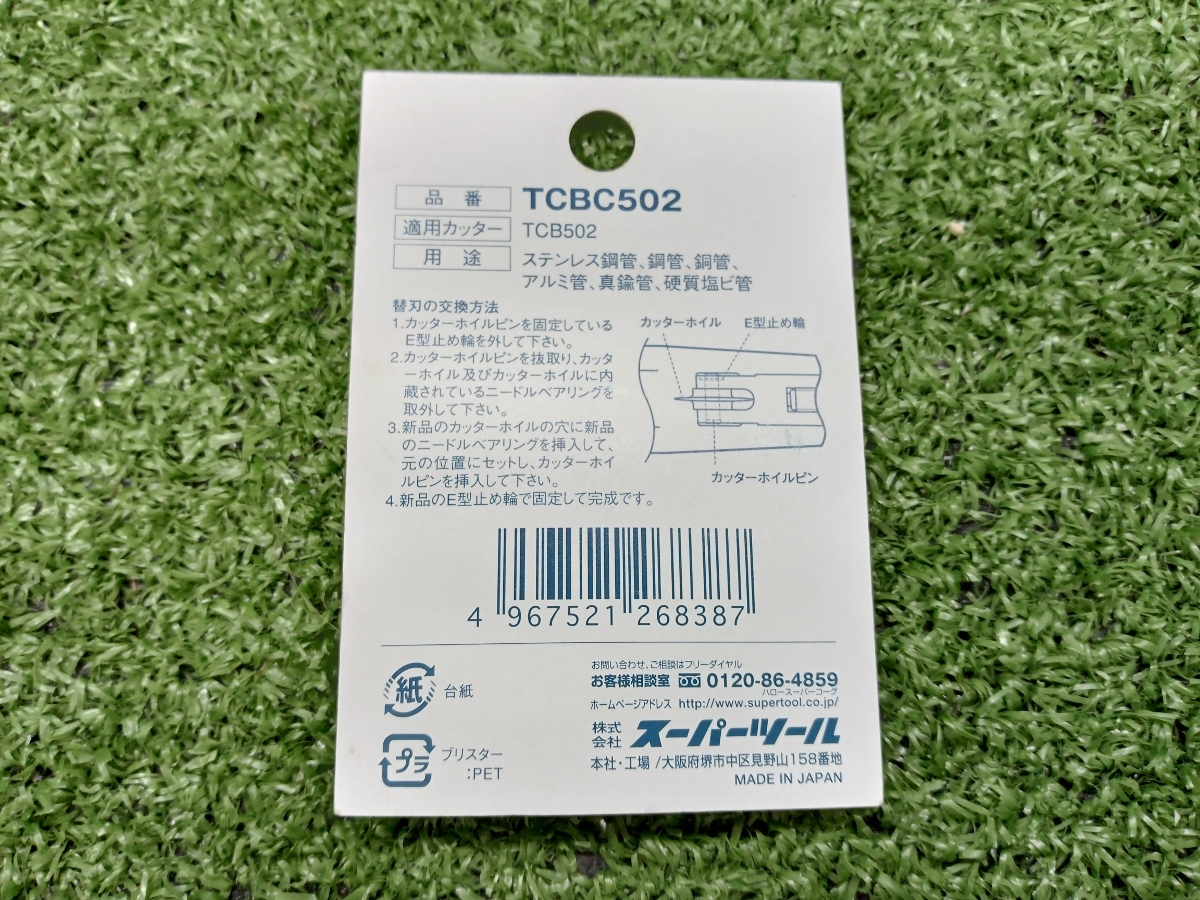 品番 TCBC502
適用カッター TCB502
用途 ステンレス鋼管、鋼管、銅管、
アルミ管、真鍮管、硬質塩ビ管
替刃の交換方法
1.カッターホイルピンを固定している
E型止め輪を外して下さい。
2.カッターホイルピンを抜取り、カッタ
ーホイル及びカッターホイルに内
蔵されているニードルベアリングを
取外して下さい。
3.新品のカッターホイルの穴に新品
のニードルベアリングを挿入して、
元の位置にセットし、カッターホイ
ルピンを挿入して下さい。
4.新品のE型止め輪で固定して完成です。
カッターホイル E型止め輪
カッターホイルピン
4 967521 268387
紙 台紙
プラ ブリスター
:PET
お問い合わせ、ご相談はフリーダイヤル
お客様相談室 0120-86-4859
ハロースーパーコーグ
ホームページアドレス http://www.supertool.co.jp/
株式
会社 スーパーツール
本社・工場/大阪府堺市中区見野山158番地
MADE IN JAPAN